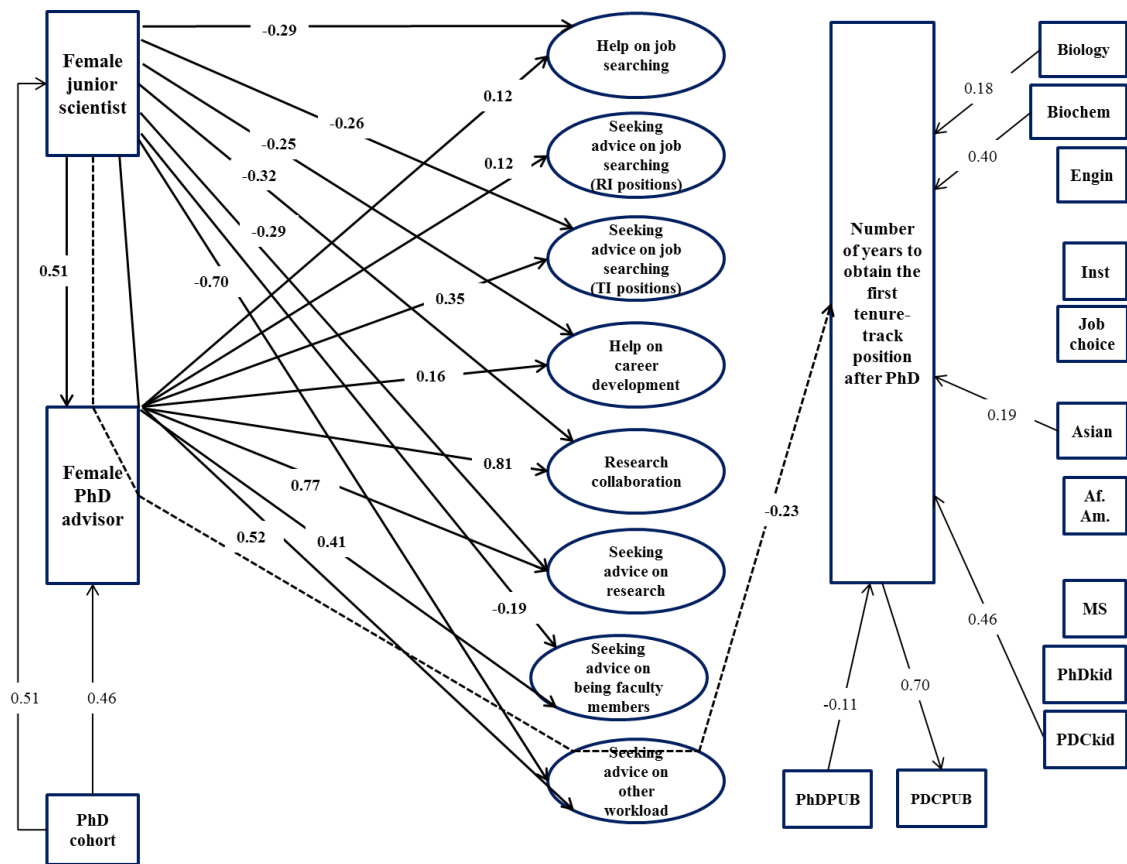 Female
junior
scientist
Female
PhD
advisor
PhD
cohort
0.51
0.46
0.51
-0.29
0.12
-0.26
0.12
-0.25
-0.32
-0.29
-0.70
0.35
0.16
0.81
0.77
0.52
0.41
-0.19
Help on job
searching
Seeking
advice on job
searching
(RI positions)
Seeking
advice on job
searching
(TI positions)
Help on
career
development
Research
collaboration
Seeking
advice on
research
Seeking
advice on
being faculty
members
Seeking
advice on
other
workload
-0.23
Number
of years to
obtain the
first
tenure-
track
position
after PhD
0.18
0.40
0.19
0.46
-0.11
0.70
PhDPUB
PDCPUB
Biology
Biochem
Engin
Inst
Job
choice
Asian
Af.
Am.
MS
PhDkid
PDCkid